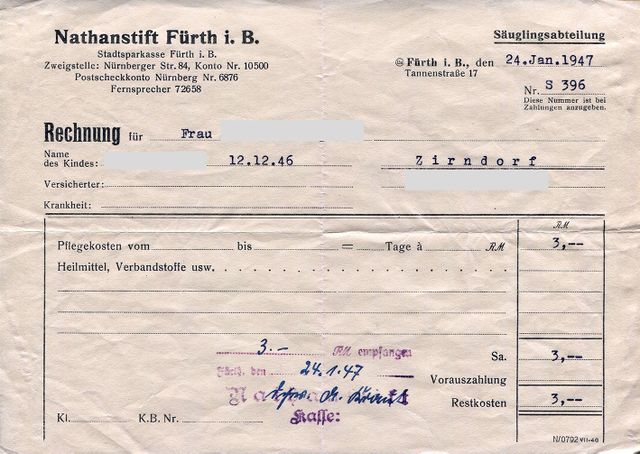 Nathanstift Fürth i. B.
Stadtsparkasse Fürth i. B.
Zweigstelle: Nürnberger Str. 84, Konto Nr. 10500
Postscheckkonto Nürnberg Nr. 6876
Fernsprecher 72658
Säuglingsabteilung
Fürth i. B., den 24.Jan.1947
Tannenstraße 17
Nr. S 396
Diese Nummer ist bei
Zahlungen anzugeben.
Rechnung für Frau
Name
des Kindes: 12.12.46 Zirndorf
Versicherter:
Krankheit:
RM
Pflegekosten vom bis = Tage à RM 3,--
Heilmittel, Verbandstoffe usw.
3.- RM empfangen
Fürth, den 24.1.47
Kasse:
Sa. 3,--
Vorauszahlung
Restkosten 3,--
Kl. K.B. Nr.
N/0792 VII-40